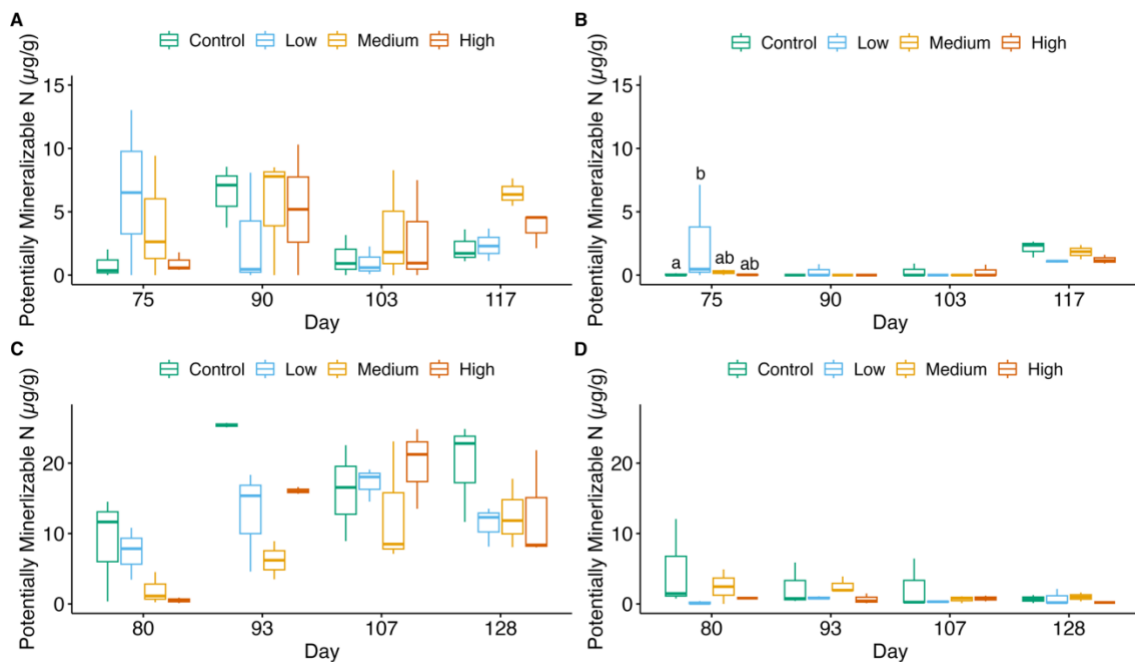 A
Control Low Medium High
Potentially Mineralizable N (µg/g)
15
10
5
0
75 90 103 117
Day
B
Control Low Medium High
Potentially Mineralizable N (µg/g)
15
10
5
0
b
a ab ab
75 90 103 117
Day
C
Control Low Medium High
Potentially Minerlizable N (µg/g)
20
10
0
80 93 107 128
Day
D
Control Low Medium High
Potentially Minerlizable N (µg/g)
20
10
0
80 93 107 128
Day